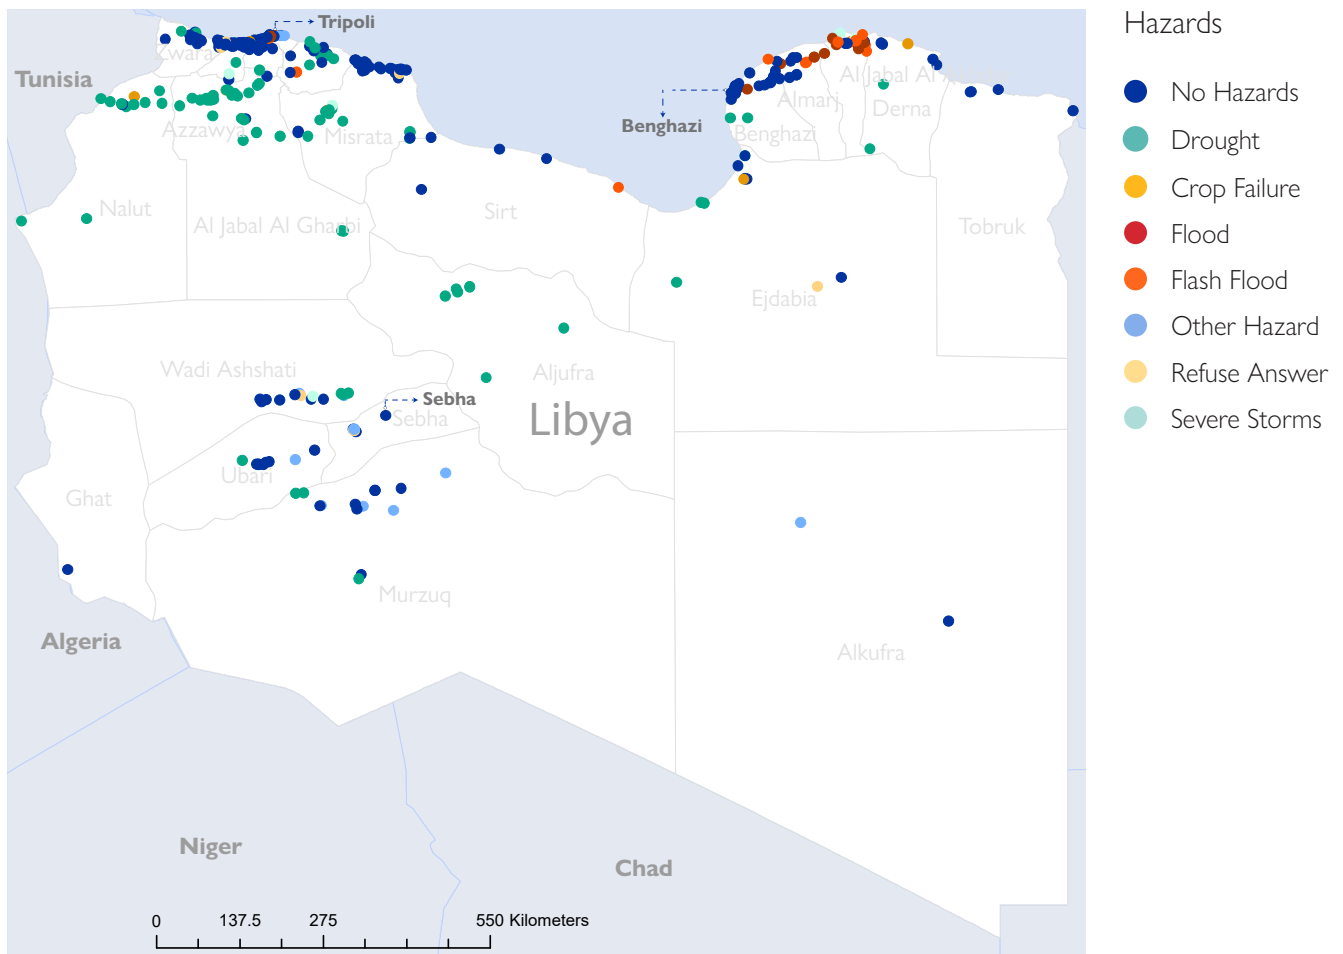 Hazards
No Hazards
Drought
Crop Failure
Flood
Flash Flood
Other Hazard
Refuse Answer
Severe Storms
Tripoli
Zwara
Tunisia
Al Jabal Al
Almarj
Derna
Benghazi
Benghazi
Azzawya
Misrata
Nalut
Al Jabal Al Gharbi
Sirt
Tobruk
Ejdabia
Wadi Ashshati
Aljufra
Sebha
Sebha
Libya
Ubari
Ghat
Murzuq
Algeria
Alkufra
Niger
Chad
0 137.5 275 550 Kilometers